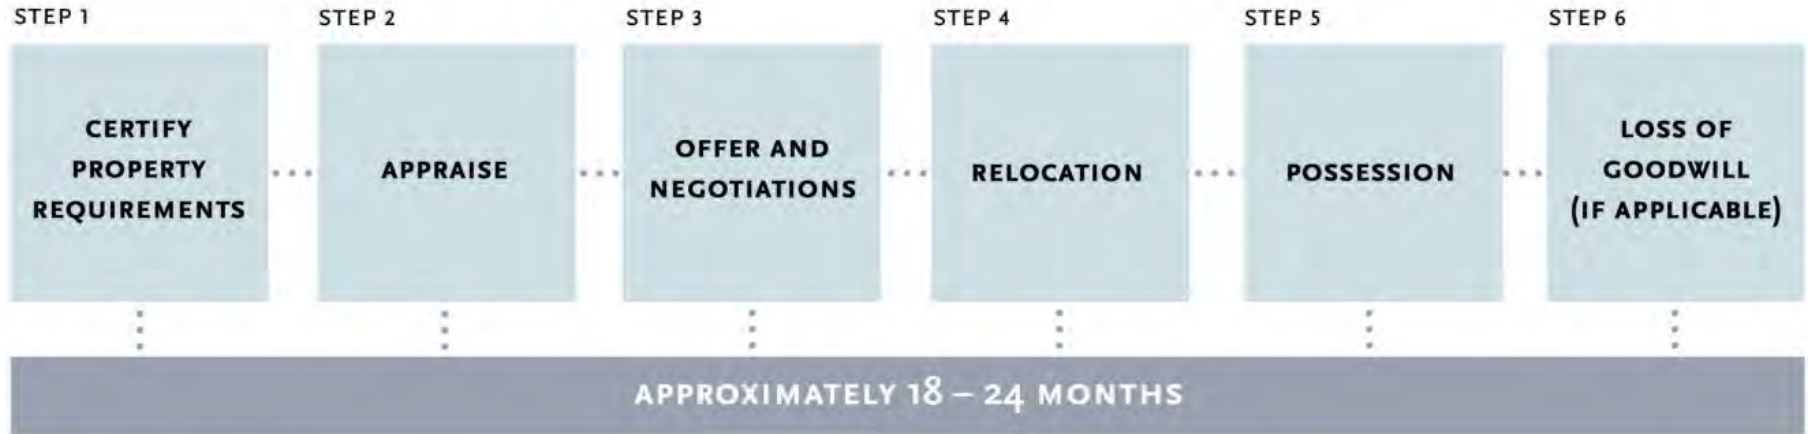 STEP 1
CERTIFY
PROPERTY
REQUIREMENTS
STEP 2
APPRAISE
STEP 3
OFFER AND
NEGOTIATIONS
STEP 4
RELOCATION
STEP 5
POSSESSION
STEP 6
LOSS OF
GOODWILL
(IF APPLICABLE)
APPROXIMATELY 18 – 24 MONTHS